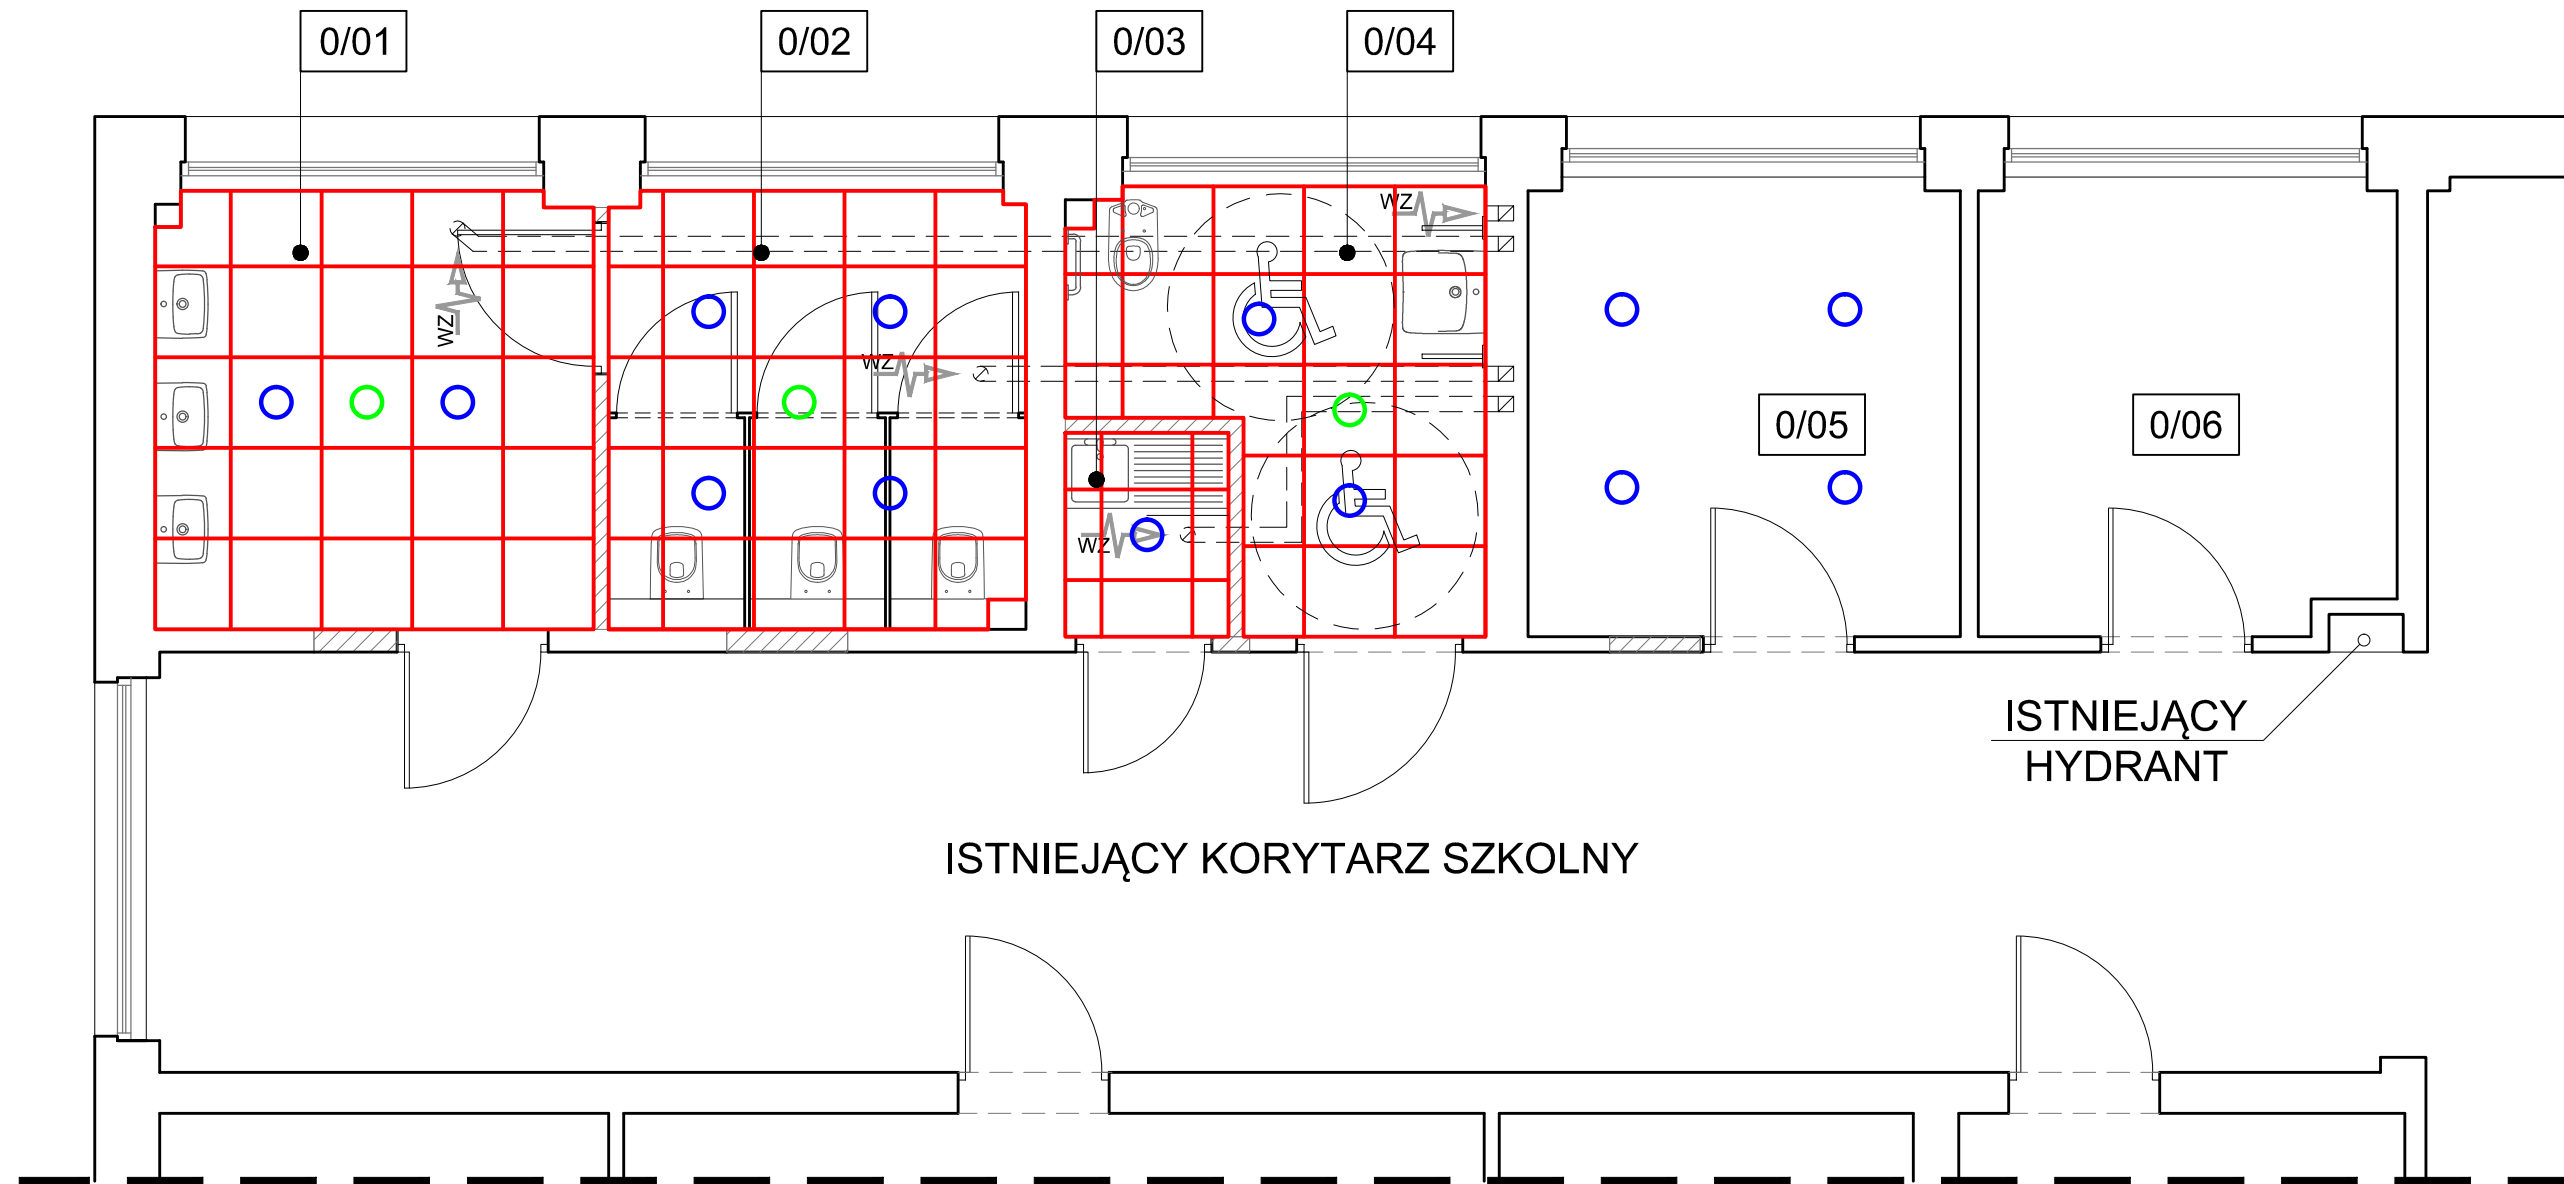 0/01
0/02
0/03
0/04
WZ
WZ
WZ
WZ
0/05
0/06
ISTNIEJĄCY
HYDRANT
ISTNIEJĄCY KORYTARZ SZKOLNY